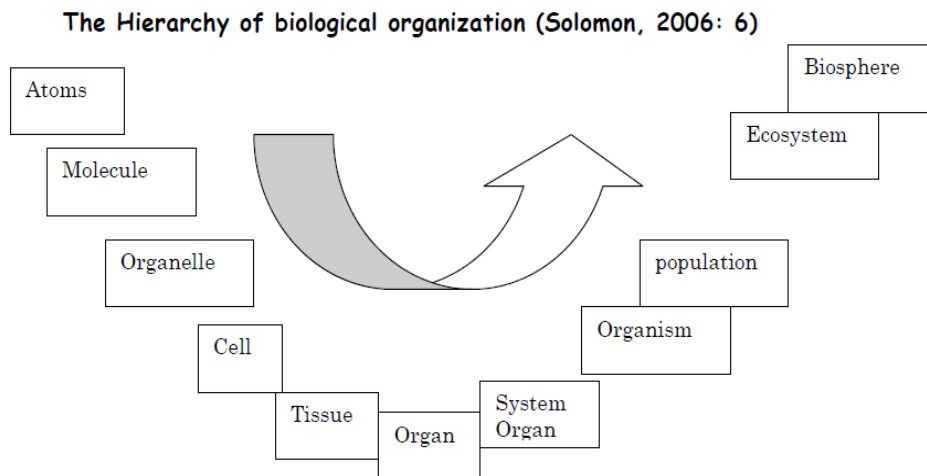 The Hierarchy of biological organization (Solomon, 2006: 6)
Atoms
Molecule
Organelle
Cell
Tissue
Organ
System
Organ
Organism
population
Ecosystem
Biosphere